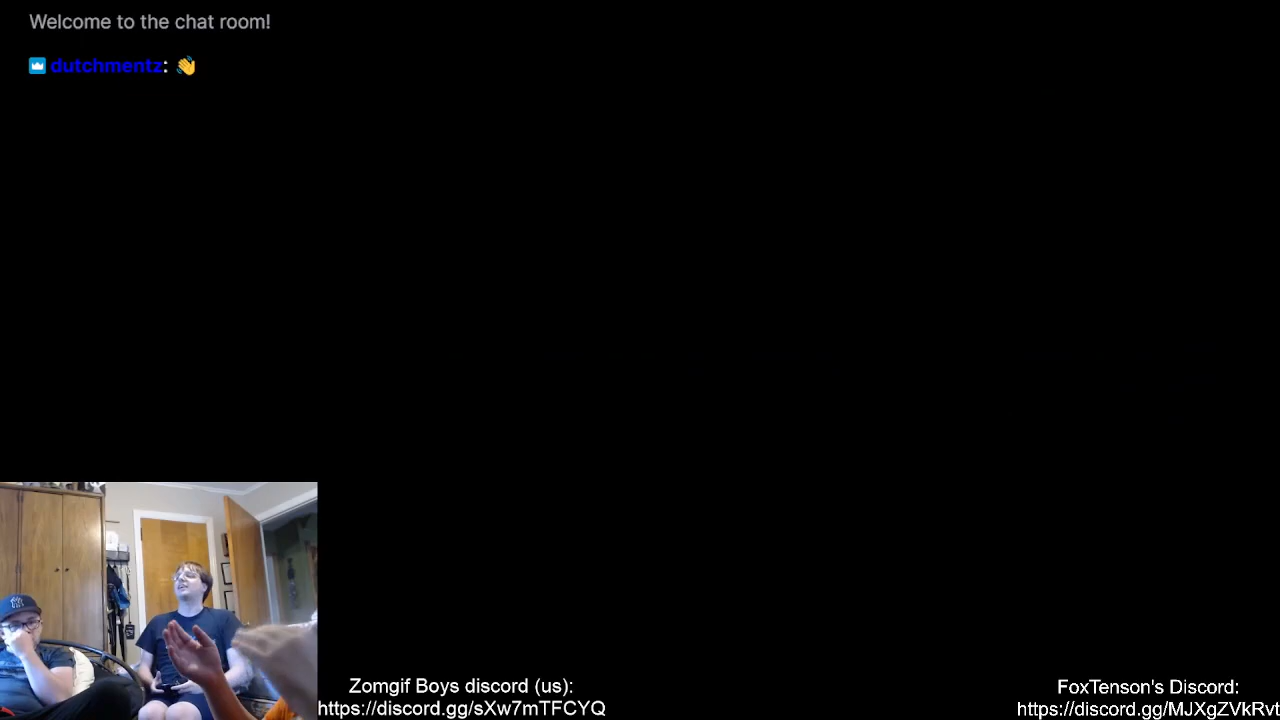 Welcome to the chat room!
dutchmentz: 👋
Zomgif Boys discord (us):
https://discord.gg/sXw7mTFCYQ
FoxTenson's Discord:
https://discord.gg/MJXgZVkRvt